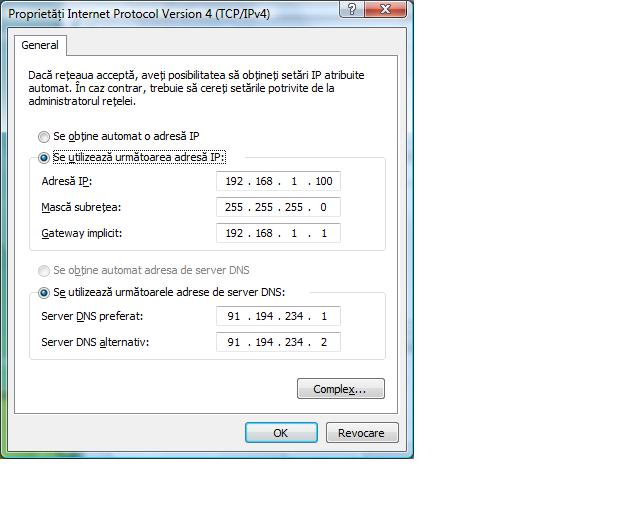 Proprietăți Internet Protocol Version 4 (TCP/IPv4)
General
Dacă rețeaua acceptă, aveți posibilitatea să obțineți setări IP atribuite
automat. În caz contrar, trebuie să cereți setările potrivite de la
administratorul rețelei.
Se obține automat o adresă IP
Se utilizează următoarea adresă IP:
Adresă IP: 192 . 168 . 1 . 100
Mască subrețea: 255 . 255 . 255 . 0
Gateway implicit: 192 . 168 . 1 . 1
Se obține automat adresa de server DNS
Se utilizează următoarele adrese de server DNS:
Server DNS preferat: 91 . 194 . 234 . 1
Server DNS alternativ: 91 . 194 . 234 . 2
Complex...
OK Revocare